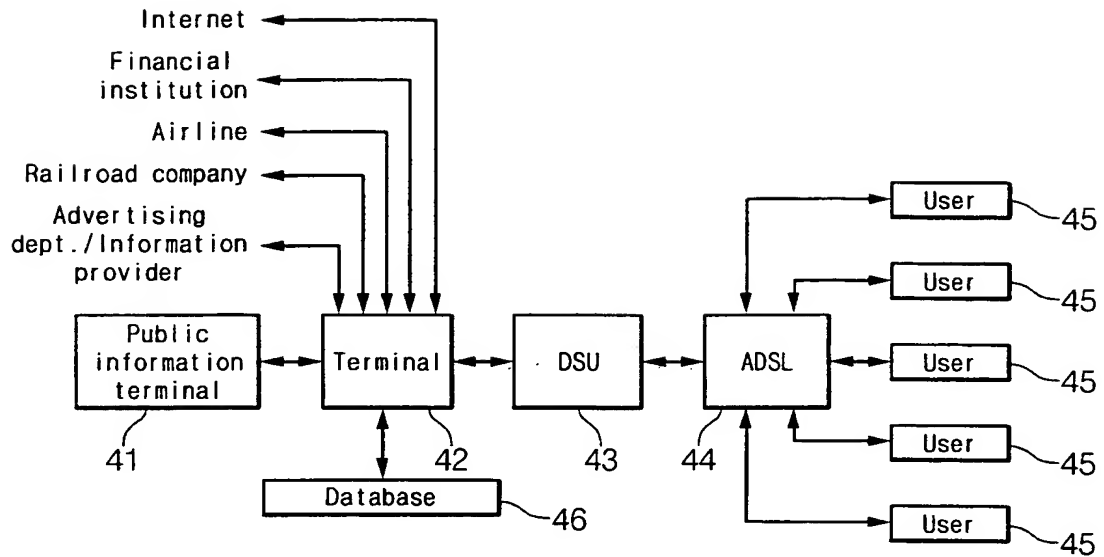 Internet
Financial
institution
Airline
Railroad company
Advertising
dept./Information
provider
Public
information
terminal
41
Terminal
42
DSU
43
ADSL
44
User
45
User
45
User
45
User
45
User
45
Database
46